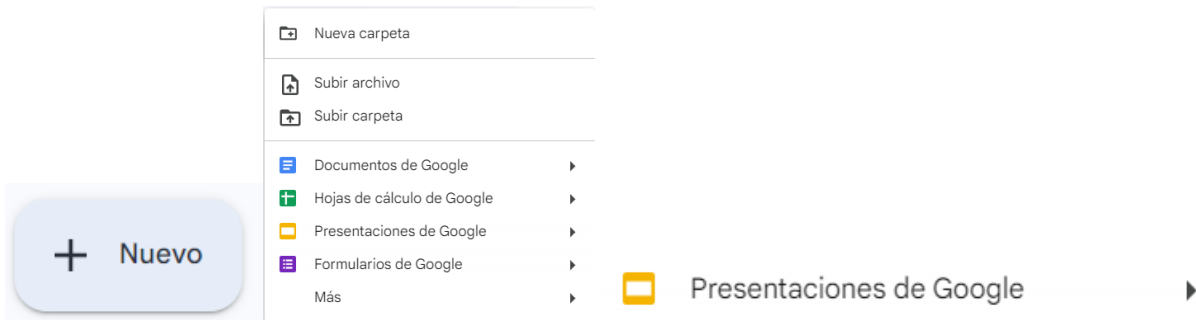 Nueva carpeta
Subir archivo
Subir carpeta
Documentos de Google
Hojas de cálculo de Google
Presentaciones de Google
Formularios de Google
Más
Nuevo
Presentaciones de Google